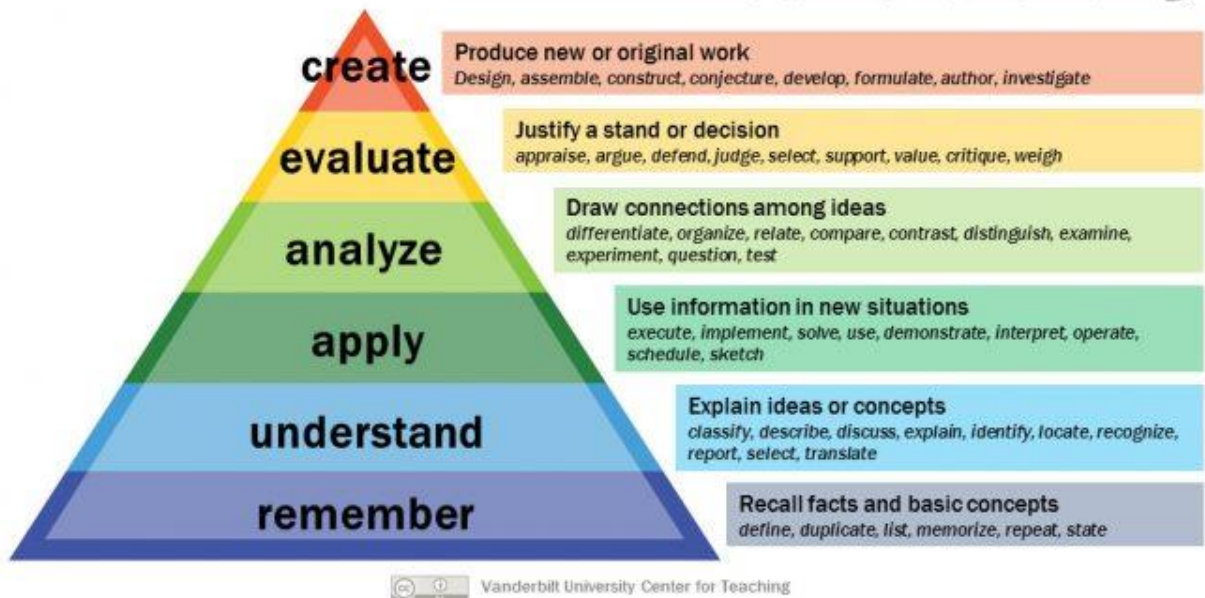 create
Produce new or original work
Design, assemble, construct, conjecture, develop, formulate, author, investigate
evaluate
Justify a stand or decision
appraise, argue, defend, judge, select, support, value, critique, weigh
analyze
Draw connections among ideas
differentiate, organize, relate, compare, contrast, distinguish, examine,
experiment, question, test
apply
Use information in new situations
execute, implement, solve, use, demonstrate, interpret, operate,
schedule, sketch
understand
Explain ideas or concepts
classify, describe, discuss, explain, identify, locate, recognize,
report, select, translate
remember
Recall facts and basic concepts
define, duplicate, list, memorize, repeat, state
cc Vanderbilt University Center for Teaching